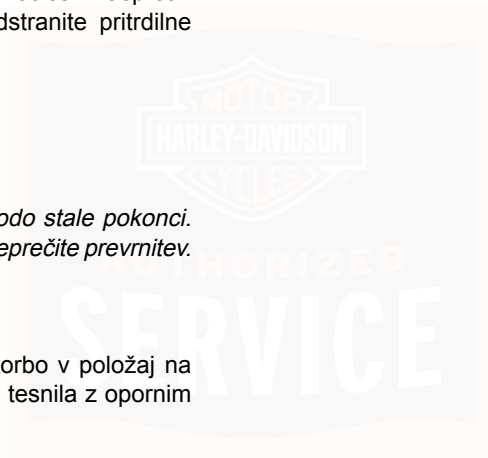 dstranite pritrdilne
MOTOR
HARLEY-DAVIDSON
CYCLES
odo stale pokonci.
eprečite prevrnitev.
AUTHORIZED
SERVICE
orbo v položaj na
tesnila z opornim